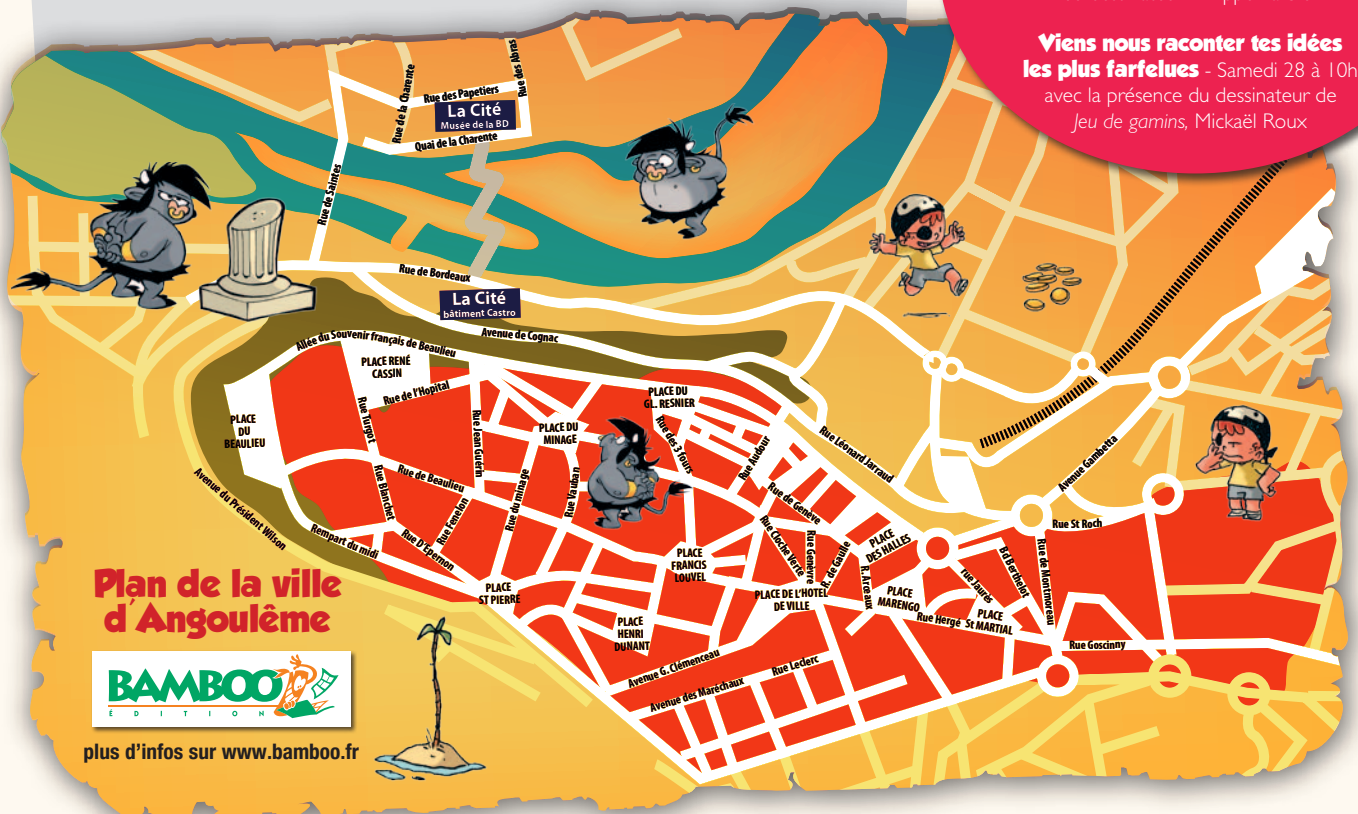 Viens nous raconter tes idées
les plus farfelues - Samedi 28 à 10h
avec la présence du dessinateur de
Jeu de gamins, Mickaël Roux
Rue de la Charente
Rue des Papetiers
Rue des Abras
La Cité
Musée de la BD
Quai de la Charente
Rue de Saintes
Rue de Bordeaux
La Cité
bâtiment Castro
Avenue de Cognac
Allée du Souvenir français de Beaulieu
PLACE RENÉ
CASSIN
Rue de l'Hopital
PLACE
DU
BEAULIEU
Rue Turgot
Rue Jean Guérin
PLACE DU
MINAGE
PLACE DU
GL. RESNIER
Rue des 3 fours
Rue Audour
Rue Léonard Jarraud
Avenue Gambetta
Rue Blanchet
Rue de Beaulieu
Rue Fénelon
Rue du minage
Rue Vauban
Rue de Genève
Rue Cloche Verte
Rue Genèvre
R. de Gaulle
PLACE
DES HALLES
Rue St Roch
Avenue du Président Wilson
Rempart du midi
Rue D'Epernon
PLACE
ST PIERRE
PLACE
FRANCIS
LOUVEL
PLACE DE L'HOTEL
DE VILLE
R. Arceaux
PLACE
MARENGO
rue Jaurès
Bd Berthelot
Rue de Montmoreau
Rue Hergé
PLACE
St MARTIAL
Rue Goscinny
PLACE
HENRI
DUNANT
Avenue G. Clémenceau
Avenue des Maréchaux
Rue Leclerc
Plan de la ville
d'Angoulême
BAMBOO
ÉDITION
plus d'infos sur www.bamboo.fr